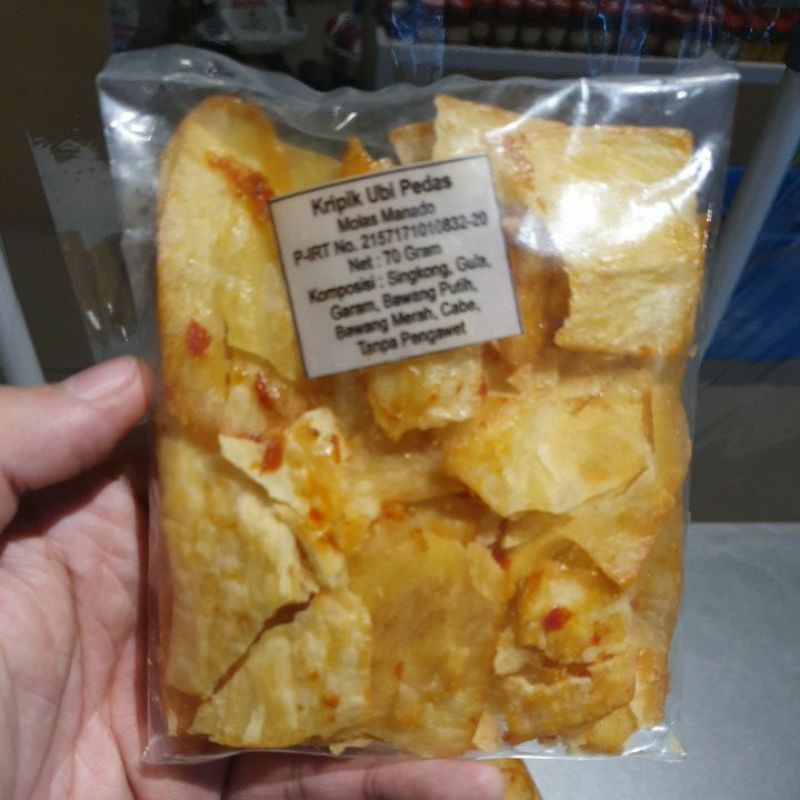 Kripik Ubi Pedas
Molas Manado
P-IRT No. 2157171010832-20
Net : 70 Gram
Komposisi : Singkong, Gula,
Garam, Bawang Putih,
Bawang Merah, Cabe,
Tanpa Pengawet